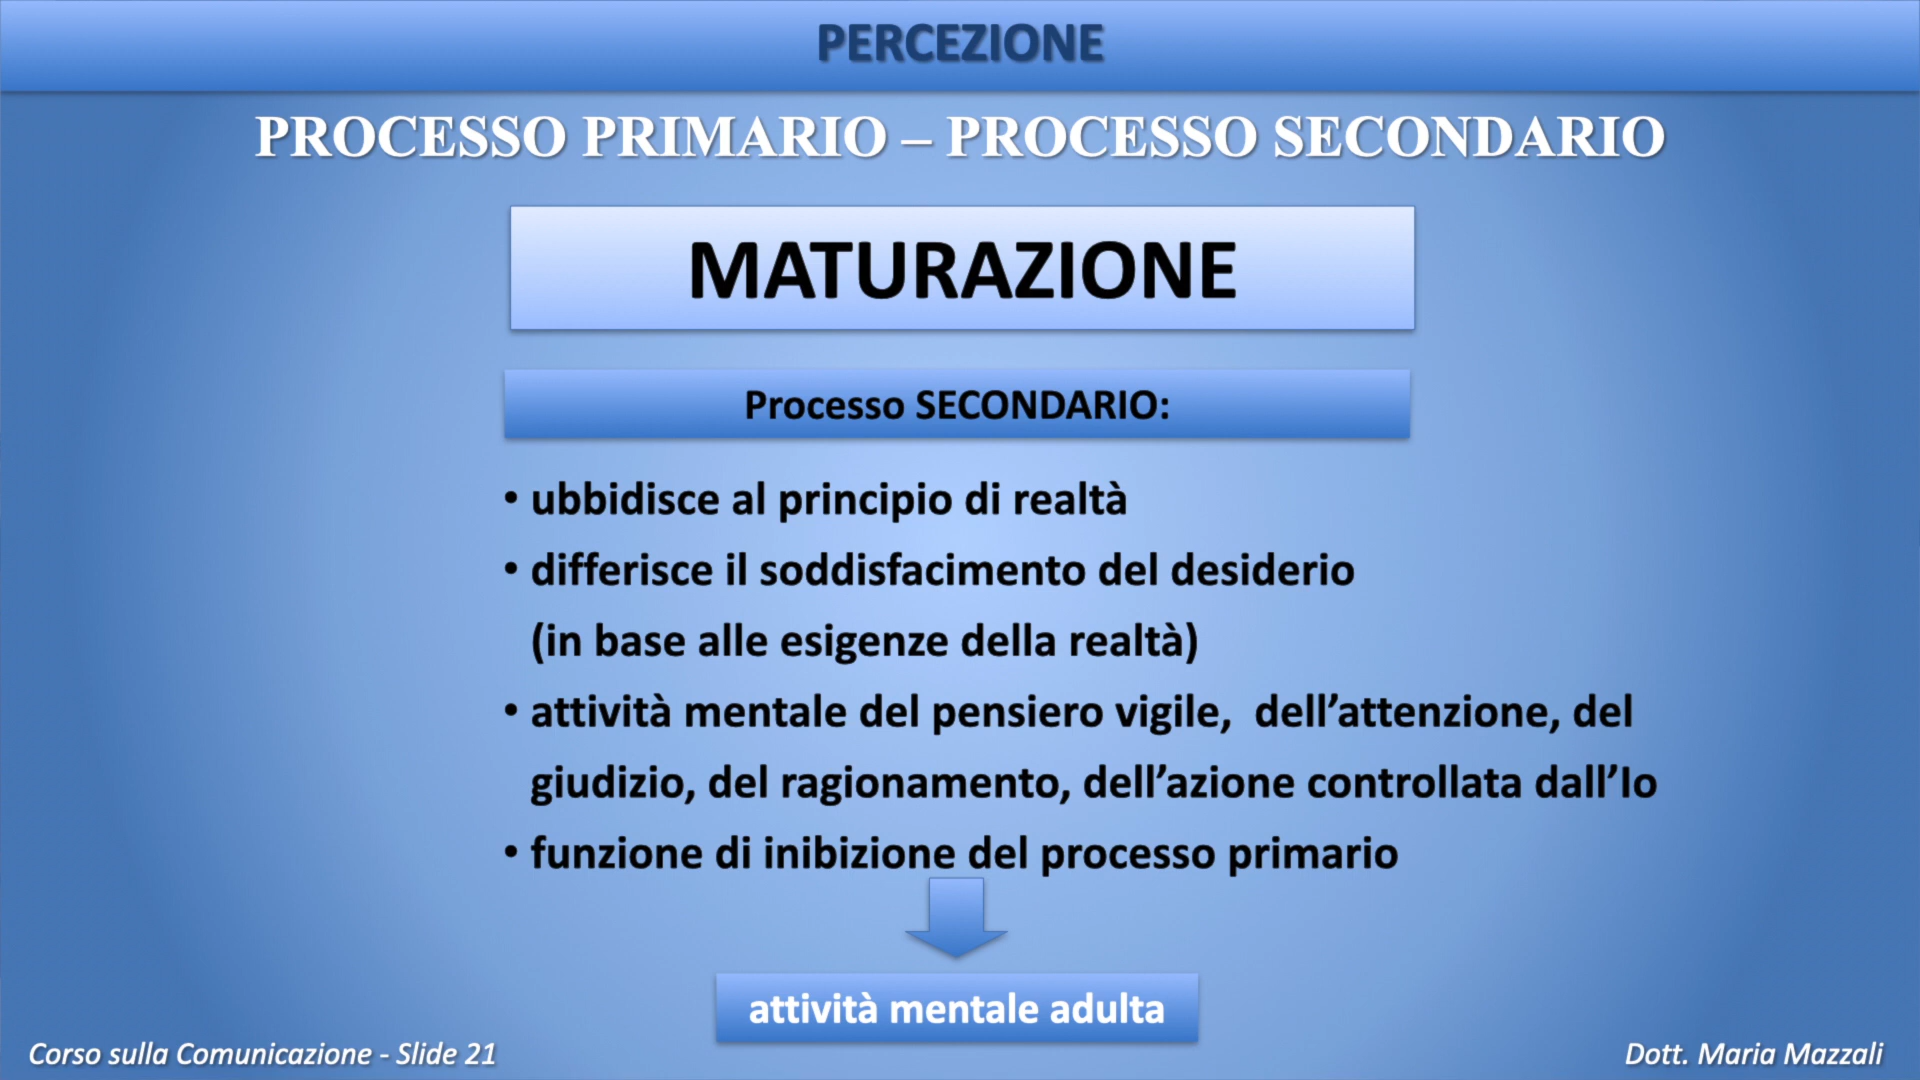 PERCEZIONE
PROCESSO PRIMARIO – PROCESSO SECONDARIO
MATURAZIONE
Processo SECONDARIO:
• ubbidisce al principio di realtà
• differisce il soddisfacimento del desiderio
(in base alle esigenze della realtà)
• attività mentale del pensiero vigile,  dell’attenzione, del
giudizio, del ragionamento, dell’azione controllata dall’Io
• funzione di inibizione del processo primario
attività mentale adulta
Corso sulla Comunicazione - Slide 21
Dott. Maria Mazzali